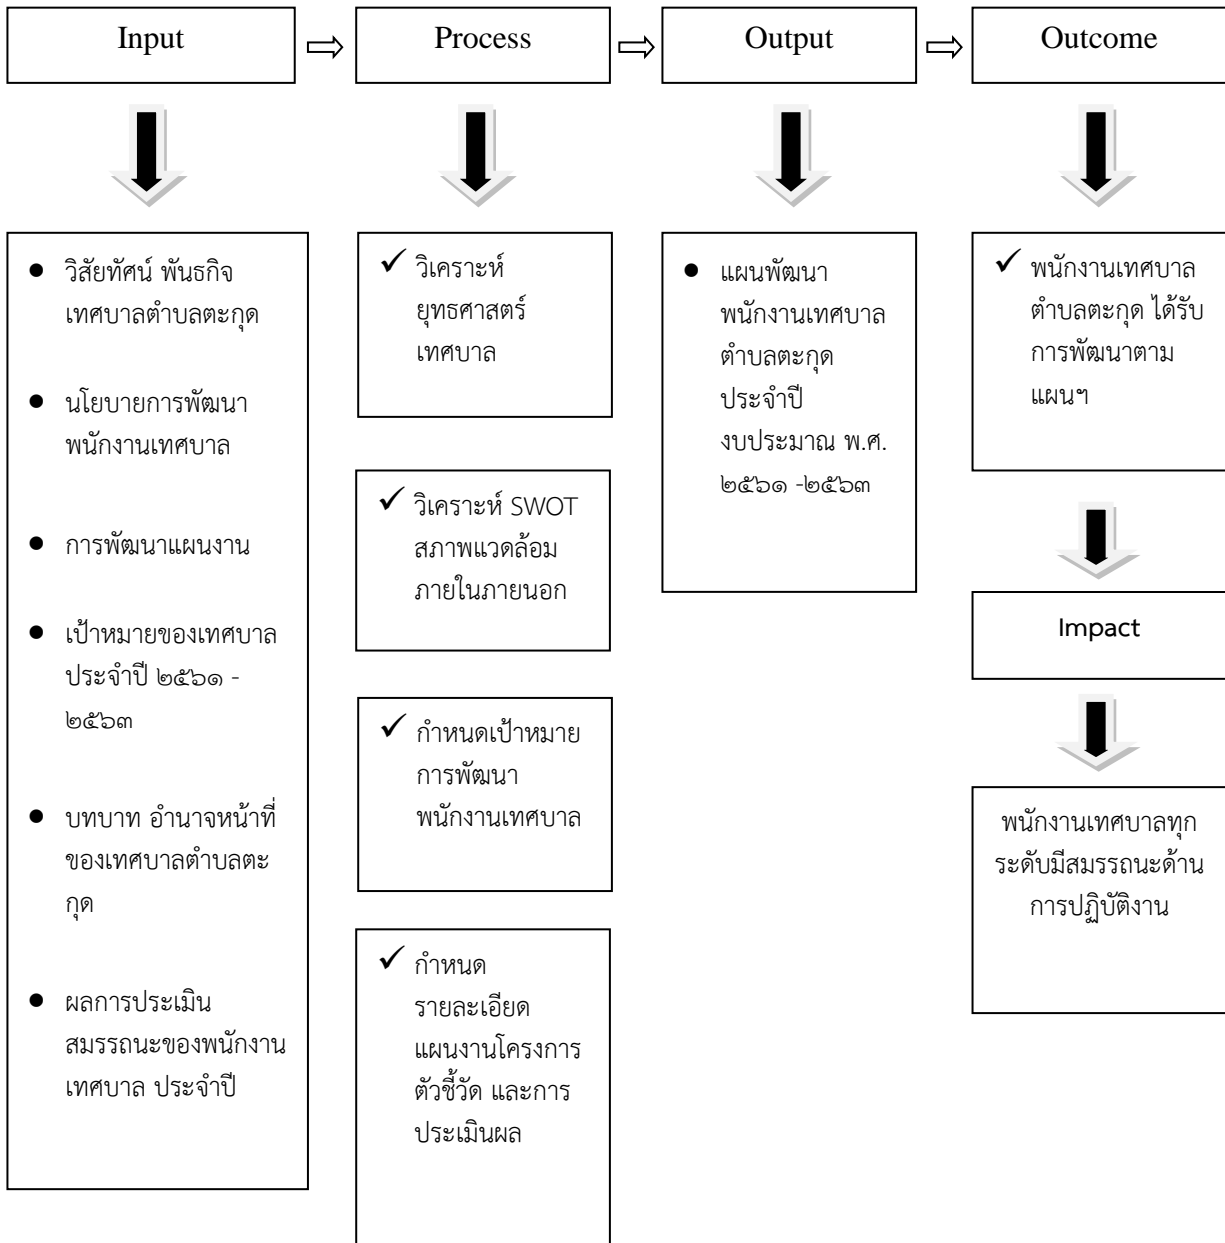 Input
Process
Output
Outcome
● วิสัยทัศน์ พันธกิจ
เทศบาลตำบลตะกุด
● นโยบายการพัฒนา
พนักงานเทศบาล
● การพัฒนาแผนงาน
● เป้าหมายของเทศบาล
ประจำปี ๒๕๖๑ -
๒๕๖๓
● บทบาท อำนาจหน้าที่
ของเทศบาลตำบลตะ
กุด
● ผลการประเมิน
สมรรถนะของพนักงาน
เทศบาล ประจำปี
✓ วิเคราะห์
ยุทธศาสตร์
เทศบาล
✓ วิเคราะห์ SWOT
สภาพแวดล้อม
ภายในภายนอก
✓ กำหนดเป้าหมาย
การพัฒนา
พนักงานเทศบาล
✓ กำหนด
รายละเอียด
แผนงานโครงการ
ตัวชี้วัด และการ
ประเมินผล
● แผนพัฒนา
พนักงานเทศบาล
ตำบลตะกุด
ประจำปี
งบประมาณ พ.ศ.
๒๕๖๑ -๒๕๖๓
✓ พนักงานเทศบาล
ตำบลตะกุด ได้รับ
การพัฒนาตาม
แผนฯ
Impact
พนักงานเทศบาลทุก
ระดับมีสมรรถนะด้าน
การปฏิบัติงาน